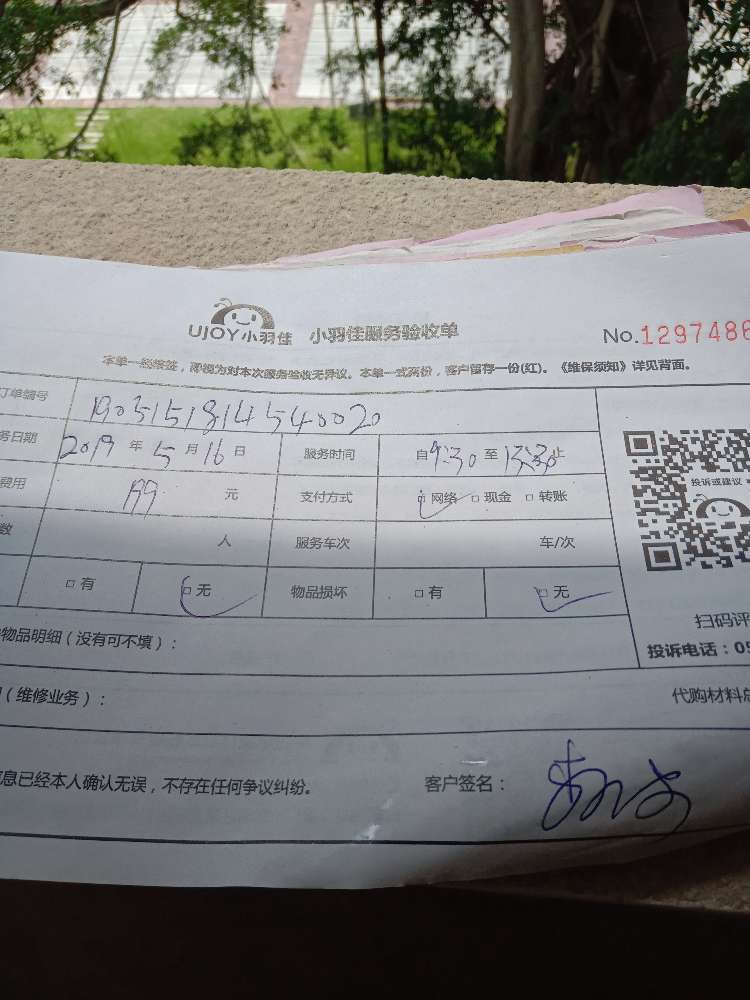 UJOY小羽佳 小羽佳服务验收单 No.1297486
本单一经核签，即视为对本次服务验收无异议。本单一式两份，客户留存一份(红)。《维保须知》详见背面。
订单编号 1903151814540020
务日期 2019 年 5 月 16 日 服务时间 自 9:30 至 止
费用 元 支付方式 网络 现金 转账
数 人 服务车次 车/次
有 无 物品损坏 有 无
投诉或建议
扫码评
物品明细（没有可不填）： 投诉电话：05
（维修业务）： 代购材料总
息已经本人确认无误，不存在任何争议纠纷。 客户签名：